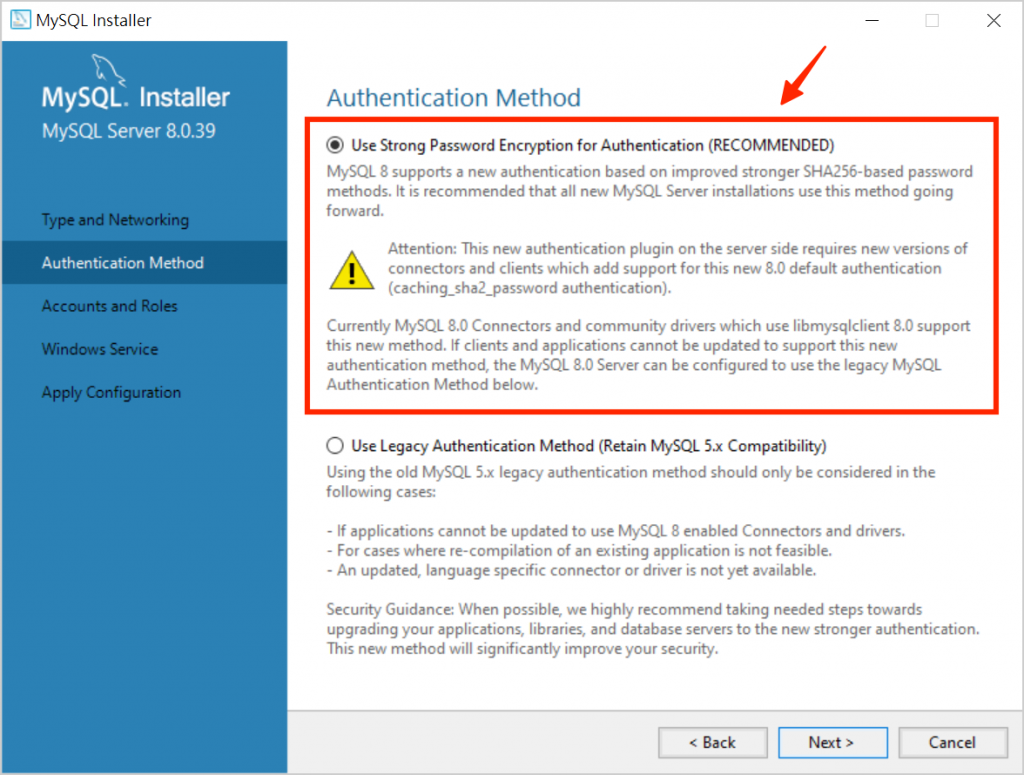 MySQL Installer
MySQL. Installer
MySQL Server 8.0.39
Type and Networking
Authentication Method
Accounts and Roles
Windows Service
Apply Configuration
Authentication Method
Use Strong Password Encryption for Authentication (RECOMMENDED)
MySQL 8 supports a new authentication based on improved stronger SHA256-based password
methods. It is recommended that all new MySQL Server installations use this method going
forward.
Attention: This new authentication plugin on the server side requires new versions of
connectors and clients which add support for this new 8.0 default authentication
(caching_sha2_password authentication).
Currently MySQL 8.0 Connectors and community drivers which use libmysqlclient 8.0 support
this new method. If clients and applications cannot be updated to support this new
authentication method, the MySQL 8.0 Server can be configured to use the legacy MySQL
Authentication Method below.
Use Legacy Authentication Method (Retain MySQL 5.x Compatibility)
Using the old MySQL 5.x legacy authentication method should only be considered in the
following cases:
- If applications cannot be updated to use MySQL 8 enabled Connectors and drivers.
- For cases where re-compilation of an existing application is not feasible.
- An updated, language specific connector or driver is not yet available.
Security Guidance: When possible, we highly recommend taking needed steps towards
upgrading your applications, libraries, and database servers to the new stronger authentication.
This new method will significantly improve your security.
< Back
Next >
Cancel